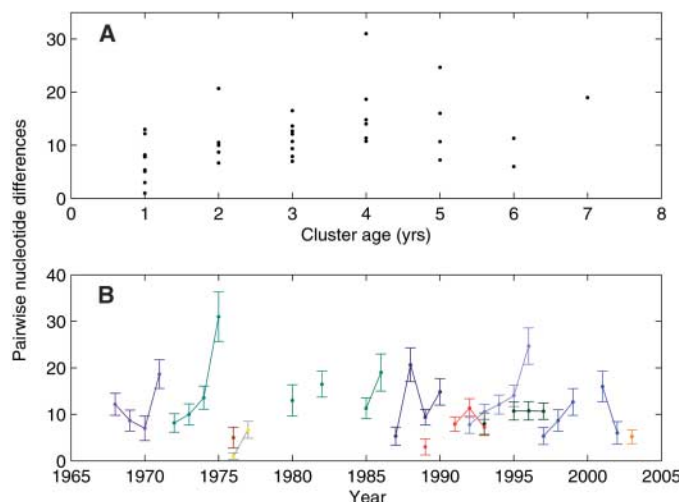 A
30
20
10
0
0 1 2 3 4 5 6 7 8
Cluster age (yrs)
Pairwise nucleotide differences
B
40
30
20
10
0
1965 1970 1975 1980 1985 1990 1995 2000 2005
Year